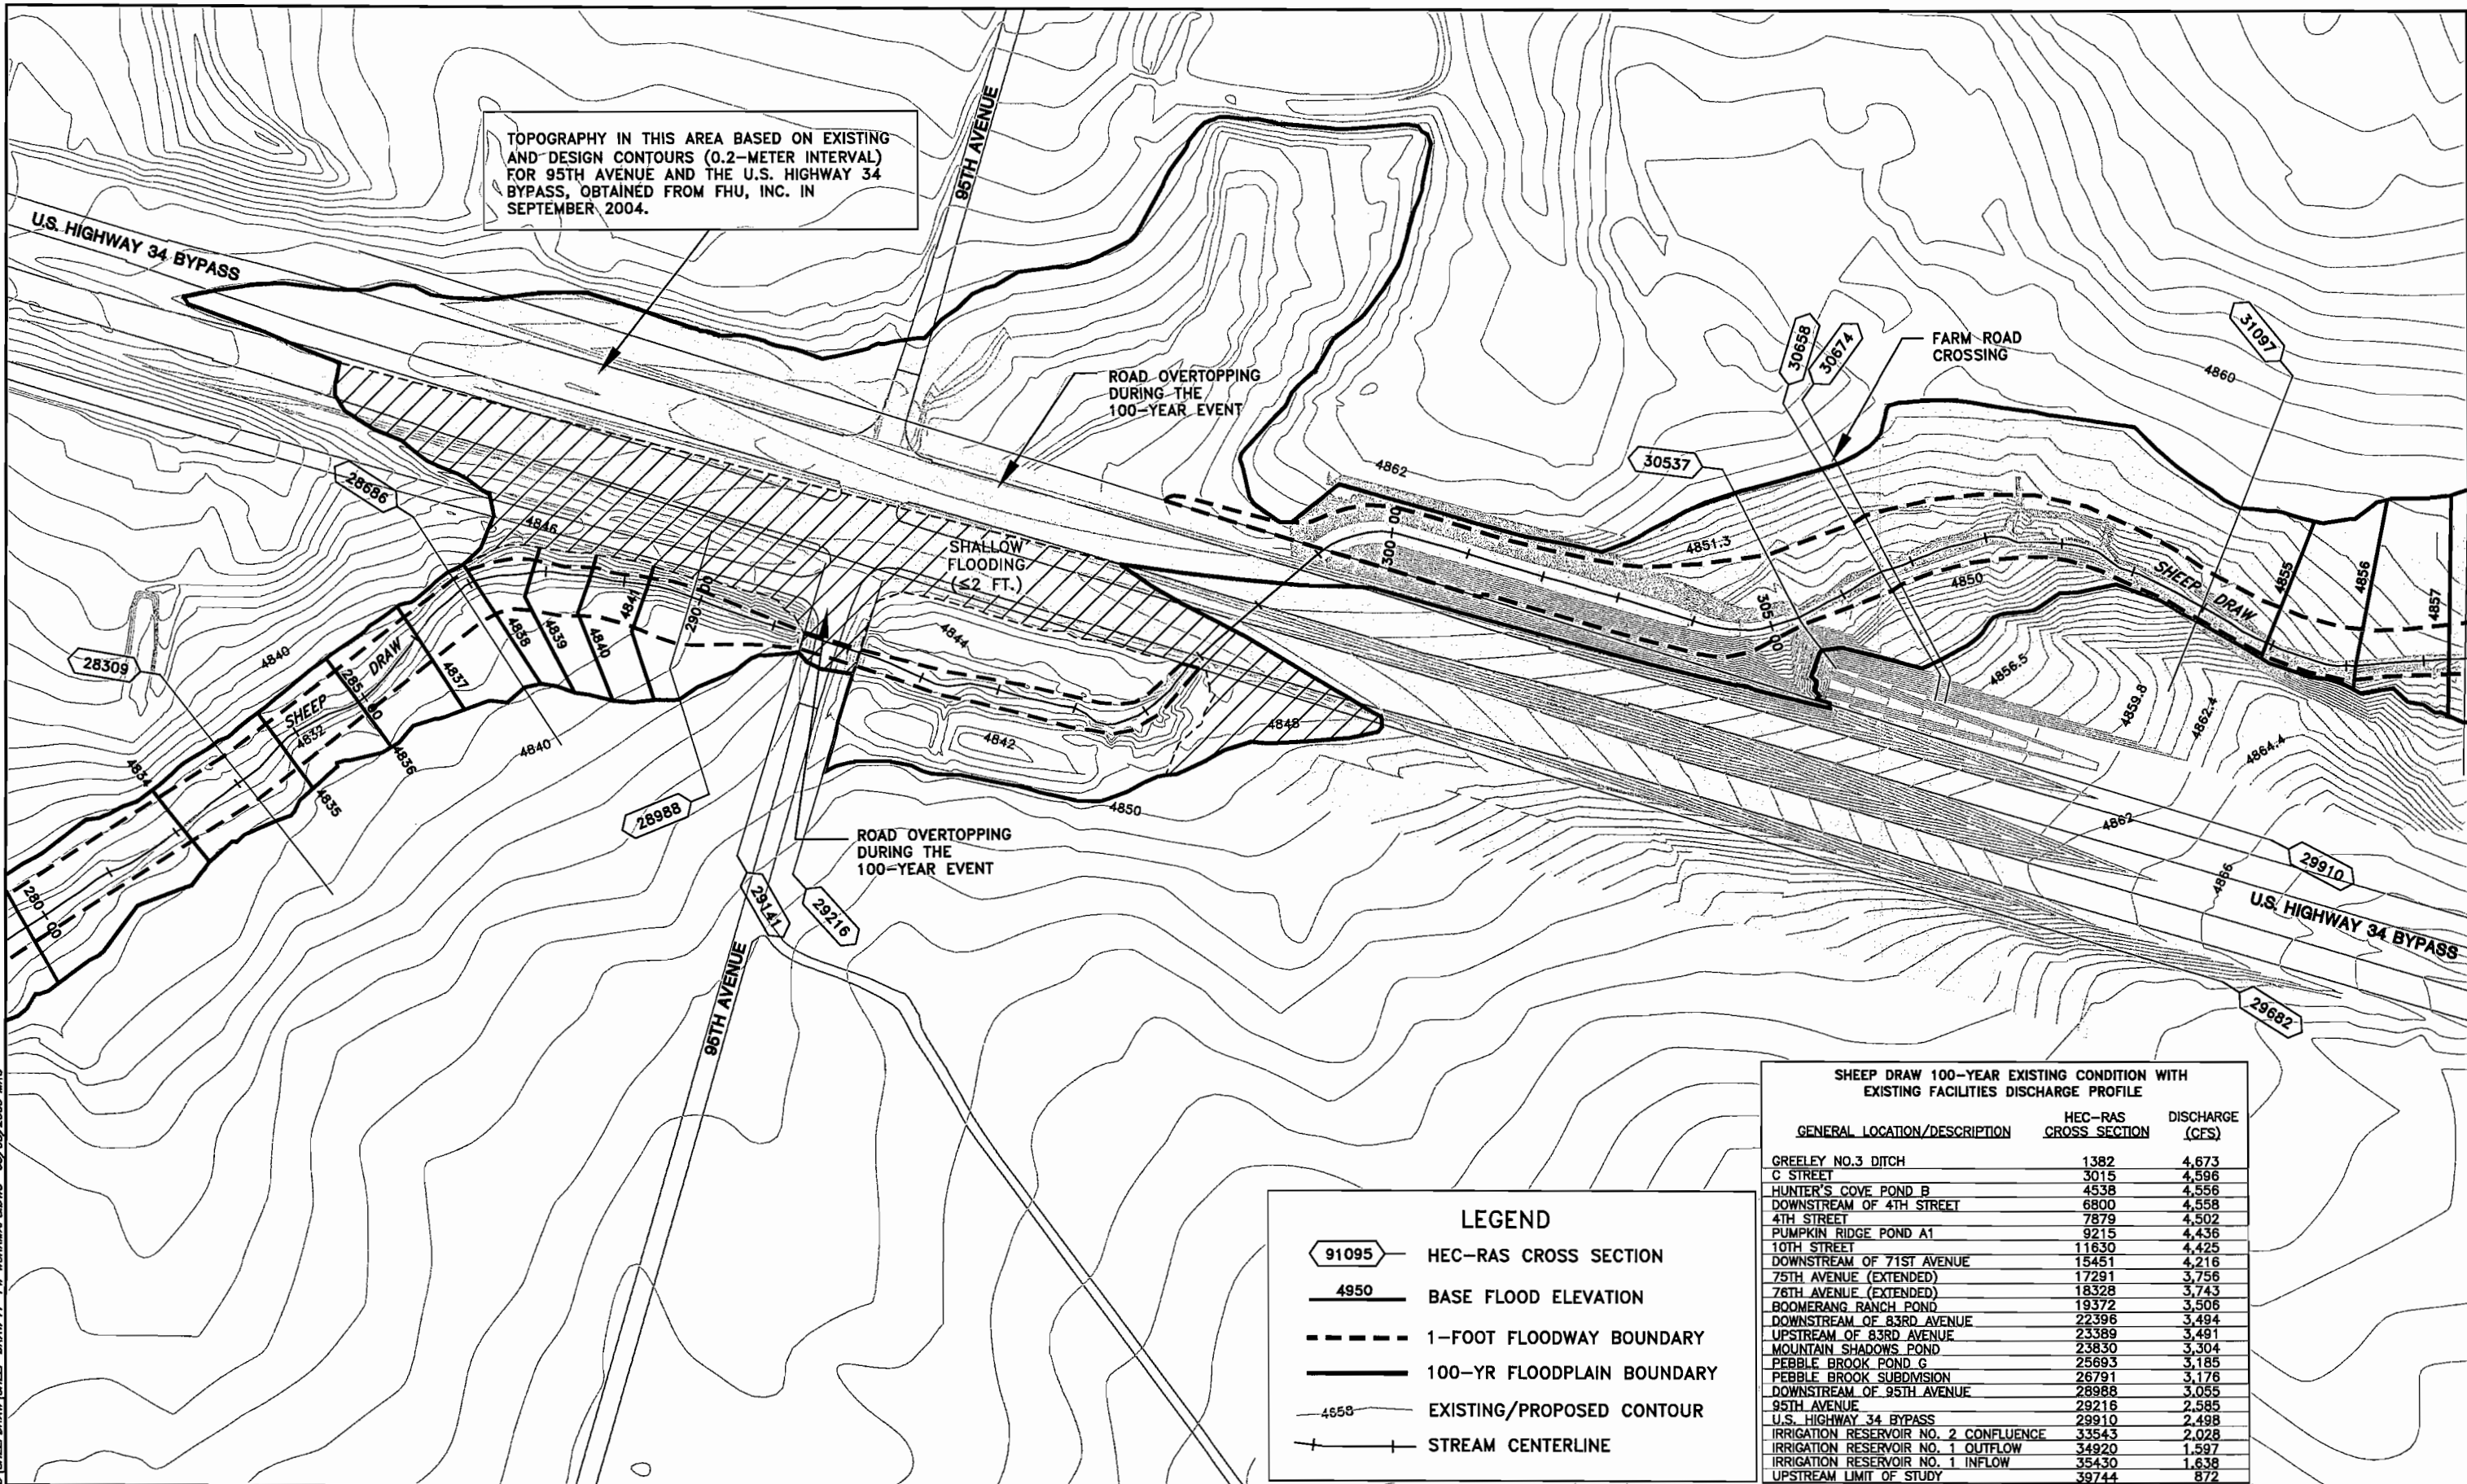 TOPOGRAPHY IN THIS AREA BASED ON EXISTING
AND DESIGN CONTOURS (0.2-METER INTERVAL)
FOR 95TH AVENUE AND THE U.S. HIGHWAY 34
BYPASS, OBTAINED FROM FHU, INC. IN
SEPTEMBER 2004.
95TH AVENUE
U.S. HIGHWAY 34 BYPASS
ROAD OVERTOPPING
DURING THE
100-YEAR EVENT
30658
30674
FARM ROAD
CROSSING
31097
4860
30537
4862
28686
4846
SHALLOW
FLOODING
(≤2 FT.)
300+00
4851.3
4850
SHEEP DRAW
4855
4856
4857
305+00
28309
4840
SHEEP DRAW
4832
285+00
4834
4835
4836
4837
4838
4839
4840
4841
290+00
4844
4842
4848
4850
4840
4856.5
4859.8
4862.4
4864.4
4862
4866
28988
ROAD OVERTOPPING
DURING THE
100-YEAR EVENT
280+00
29141
29216
95TH AVENUE
29910
U.S. HIGHWAY 34 BYPASS
29682
LEGEND
91095 HEC-RAS CROSS SECTION
4950 BASE FLOOD ELEVATION
1-FOOT FLOODWAY BOUNDARY
100-YR FLOODPLAIN BOUNDARY
4658 EXISTING/PROPOSED CONTOUR
STREAM CENTERLINE
SHEEP DRAW 100-YEAR EXISTING CONDITION WITH
EXISTING FACILITIES DISCHARGE PROFILE
GENERAL LOCATION/DESCRIPTION HEC-RAS CROSS SECTION DISCHARGE (CFS)
GREELEY NO.3 DITCH 1382 4,673
C STREET 3015 4,596
HUNTER'S COVE POND B 4538 4,556
DOWNSTREAM OF 4TH STREET 6800 4,558
4TH STREET 7879 4,502
PUMPKIN RIDGE POND A1 9215 4,436
10TH STREET 11630 4,425
DOWNSTREAM OF 71ST AVENUE 15451 4,216
75TH AVENUE (EXTENDED) 17291 3,756
76TH AVENUE (EXTENDED) 18328 3,743
BOOMERANG RANCH POND 19372 3,506
DOWNSTREAM OF 83RD AVENUE 22396 3,494
UPSTREAM OF 83RD AVENUE 23389 3,491
MOUNTAIN SHADOWS POND 23830 3,304
PEBBLE BROOK POND G 25693 3,185
PEBBLE BROOK SUBDIVISION 26791 3,176
DOWNSTREAM OF 95TH AVENUE 28988 3,055
95TH AVENUE 29216 2,585
U.S. HIGHWAY 34 BYPASS 29910 2,498
IRRIGATION RESERVOIR NO. 2 CONFLUENCE 33543 2,028
IRRIGATION RESERVOIR NO. 1 OUTFLOW 34920 1,597
IRRIGATION RESERVOIR NO. 1 INFLOW 35430 1,638
UPSTREAM LIMIT OF STUDY 39744 872